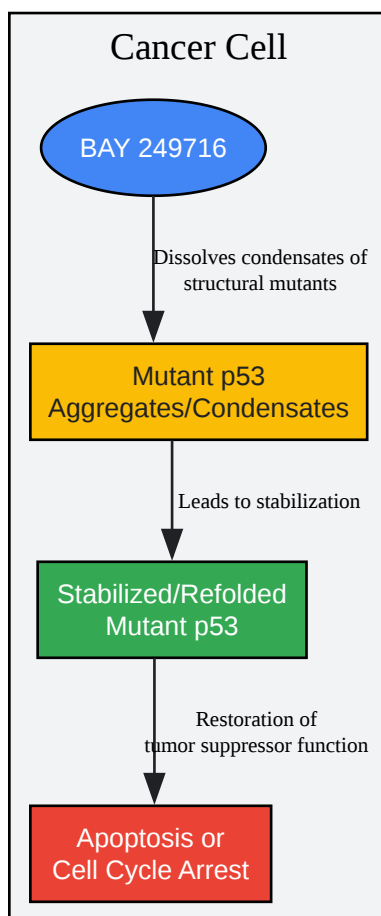 Cancer Cell
BAY 249716
Dissolves condensates of
structural mutants
Mutant p53
Aggregates/Condensates
Leads to stabilization
Stabilized/Refolded
Mutant p53
Restoration of
tumor suppressor function
Apoptosis or
Cell Cycle Arrest